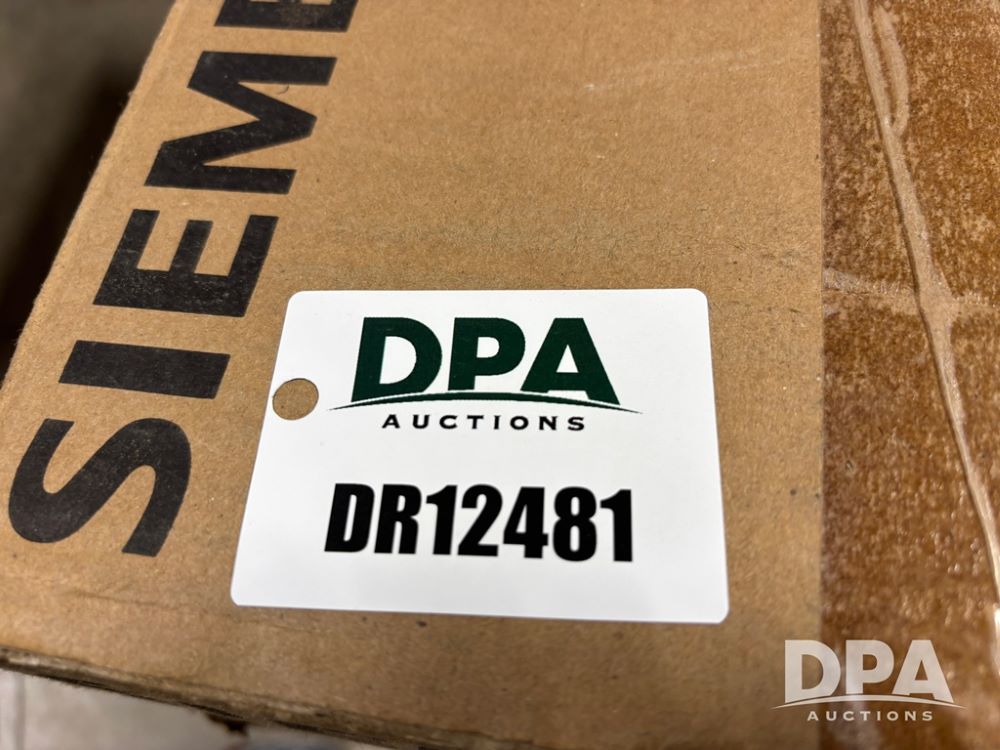 SIEME
DPA
AUCTIONS
DR12481
DPA
AUCTIONS